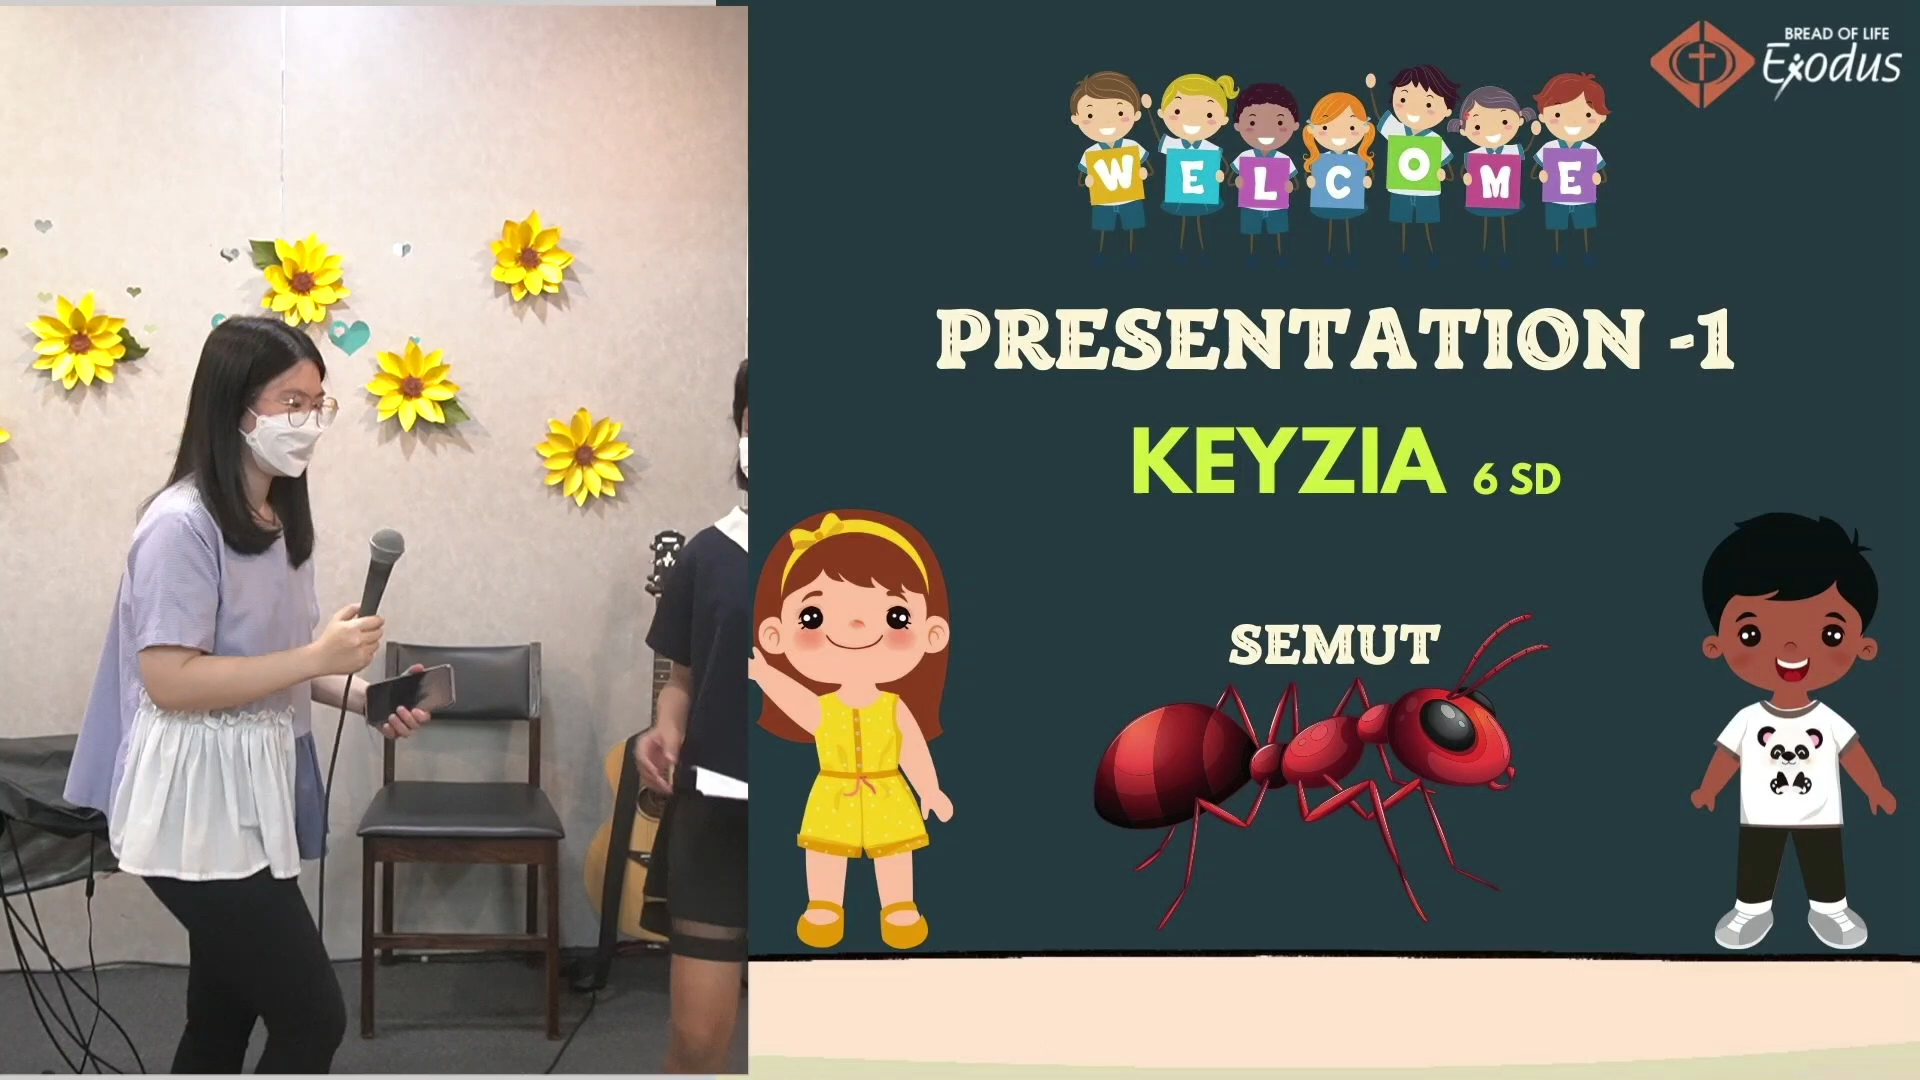 BREAD OF LIFE
Exodus
WELCOME
PRESENTATION -1
KEYZIA 6 SD
SEMUT